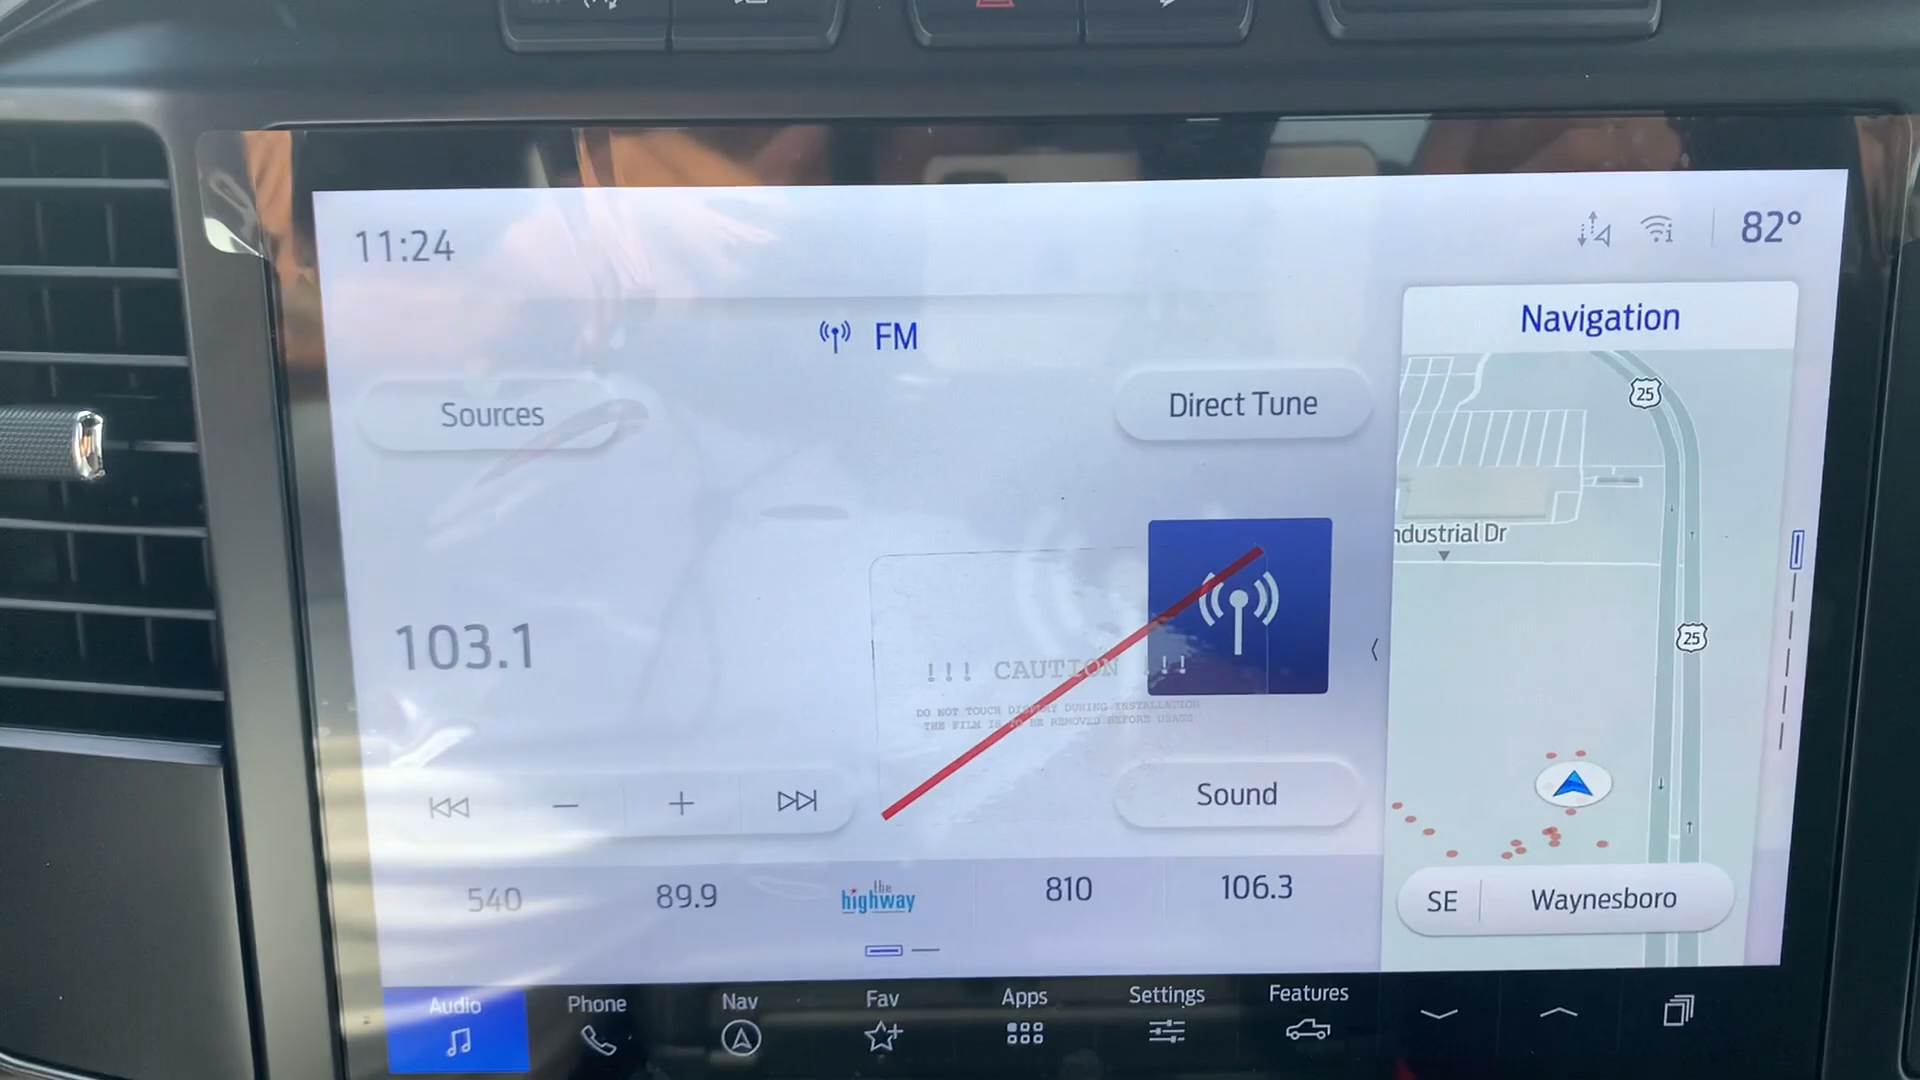 11:24
82°
FM
Navigation
25
Sources
Direct Tune
ndustrial Dr
103.1
25
!!! CAUTION !!!
DO NOT TOUCH DISPLAY DURING INSTALLATION
THE FILM IS TO BE REMOVED BEFORE USAGE
Sound
540
89.9
the highway
810
106.3
SE
Waynesboro
Audio
Phone
Nav
Fav
Apps
Settings
Features